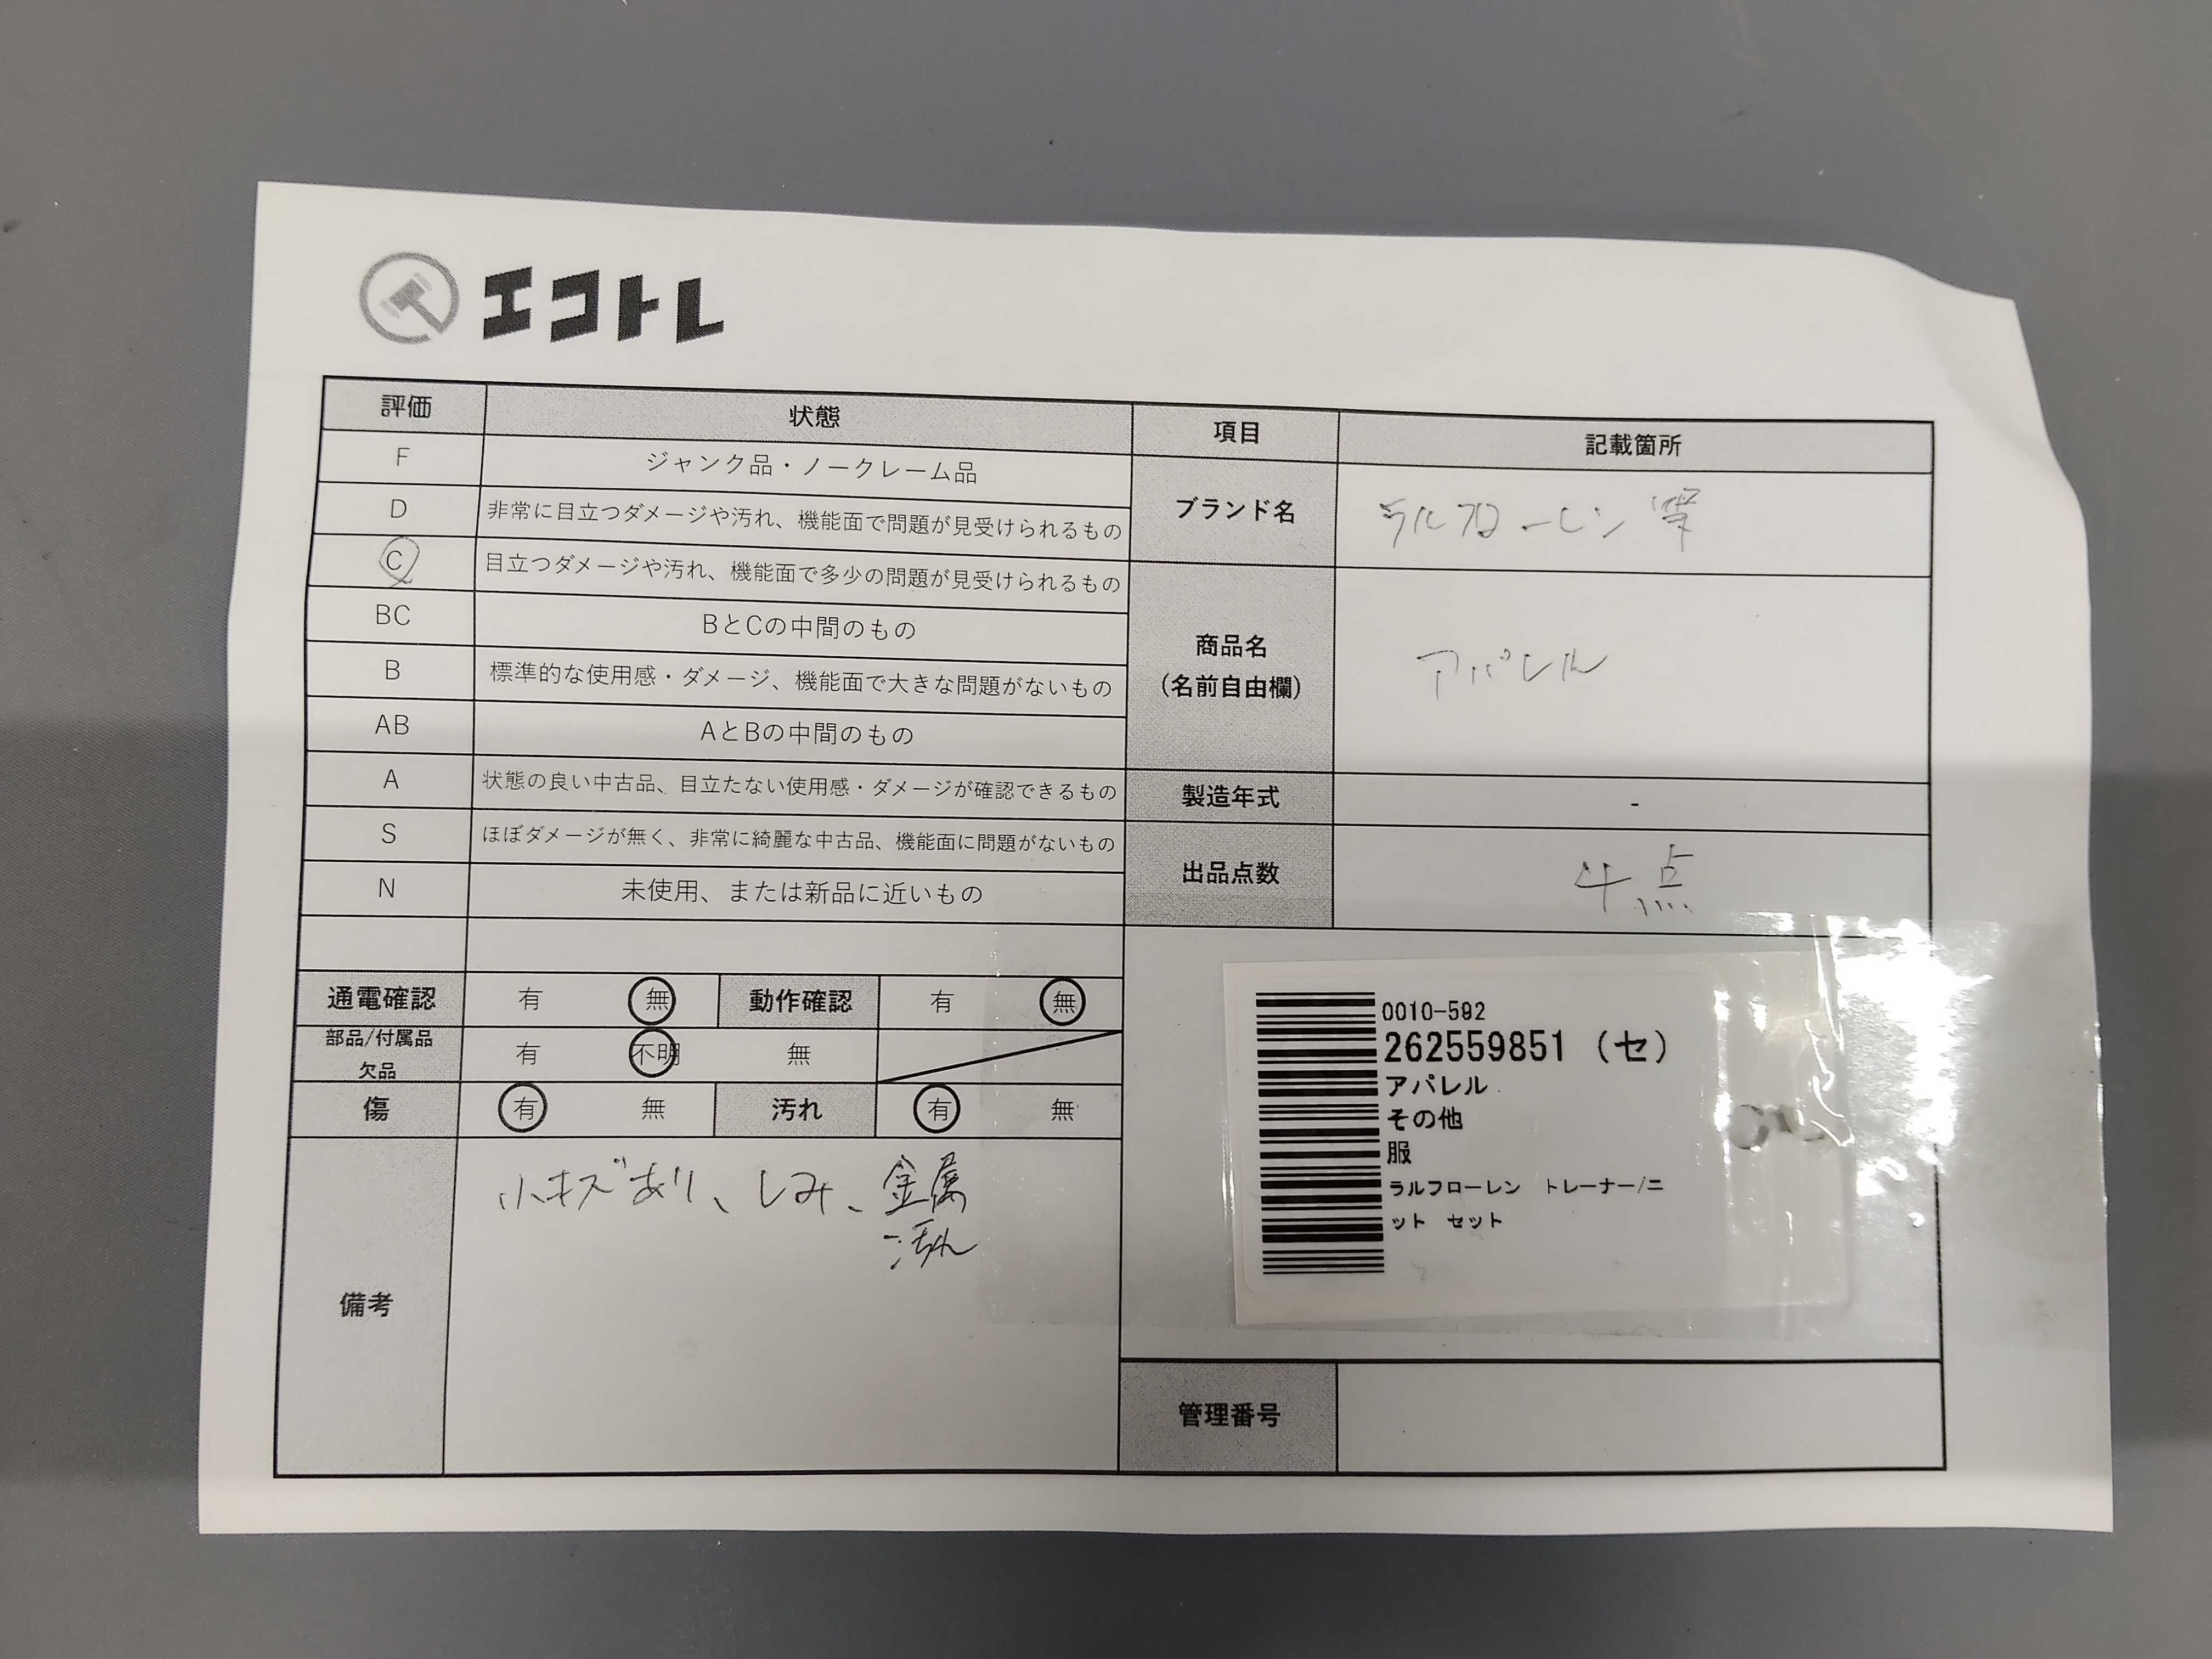 エコトレ
評価 状態 項目 記載箇所
F ジャンク品・ノークレーム品
D 非常に目立つダメージや汚れ、機能面で問題が見受けられるもの
C 目立つダメージや汚れ、機能面で多少の問題が見受けられるもの
BC BとCの中間のもの
B 標準的な使用感・ダメージ、機能面で大きな問題がないもの
AB AとBの中間のもの
A 状態の良い中古品、目立たない使用感・ダメージが確認できるもの
S ほぼダメージが無く、非常に綺麗な中古品、機能面に問題がないもの
N 未使用、または新品に近いもの
ブランド名 ラルフローレン 等
商品名
(名前自由欄)
アパレル
製造年式 -
出品点数 4点
通電確認 有 無 動作確認 有 無
部品/付属品
欠品
有 不明 無
傷 有 無 汚れ 有 無
備考
小キズあり、しみ、金属
汚れ
0010-592
262559851 (セ)
アパレル
その他
服
ラルフローレン トレーナー/ニ
ット セット
管理番号